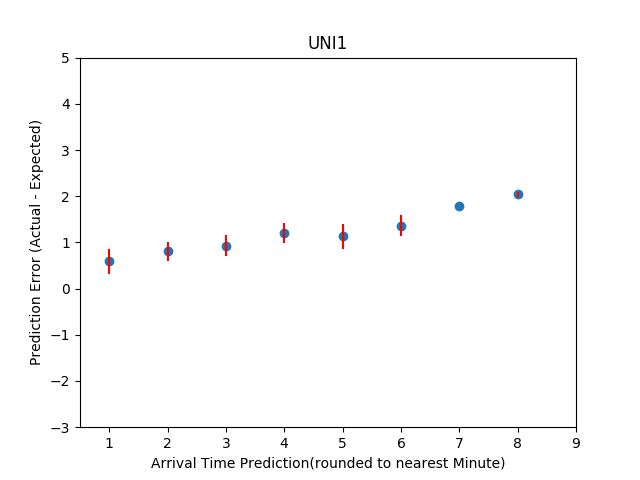 UNI1
5
4
3
2
1
0
−1
−2
−3
Prediction Error (Actual - Expected)
1 2 3 4 5 6 7 8 9
Arrival Time Prediction(rounded to nearest Minute)